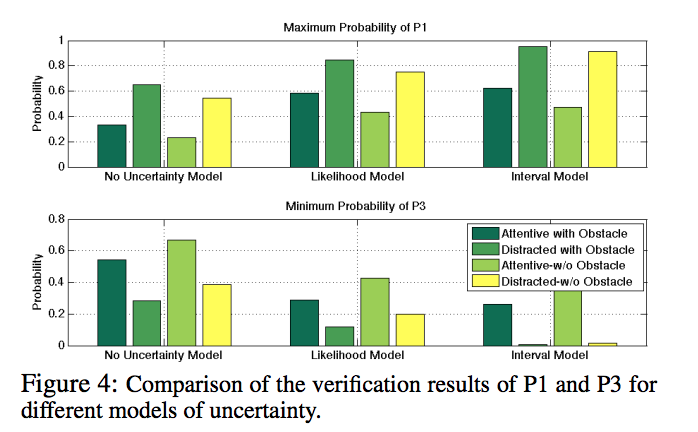 Maximum Probability of P1
1
0.8
0.6
0.4
0.2
0
Probability
No Uncertainty Model Likelihood Model Interval Model
Minimum Probability of P3
0.8
0.6
0.4
0.2
0
Probability
Attentive with Obstacle
Distracted with Obstacle
Attentive-w/o Obstacle
Distracted-w/o Obstacle
No Uncertainty Model Likelihood Model Interval Model
Figure 4: Comparison of the verification results of P1 and P3 for
different models of uncertainty.